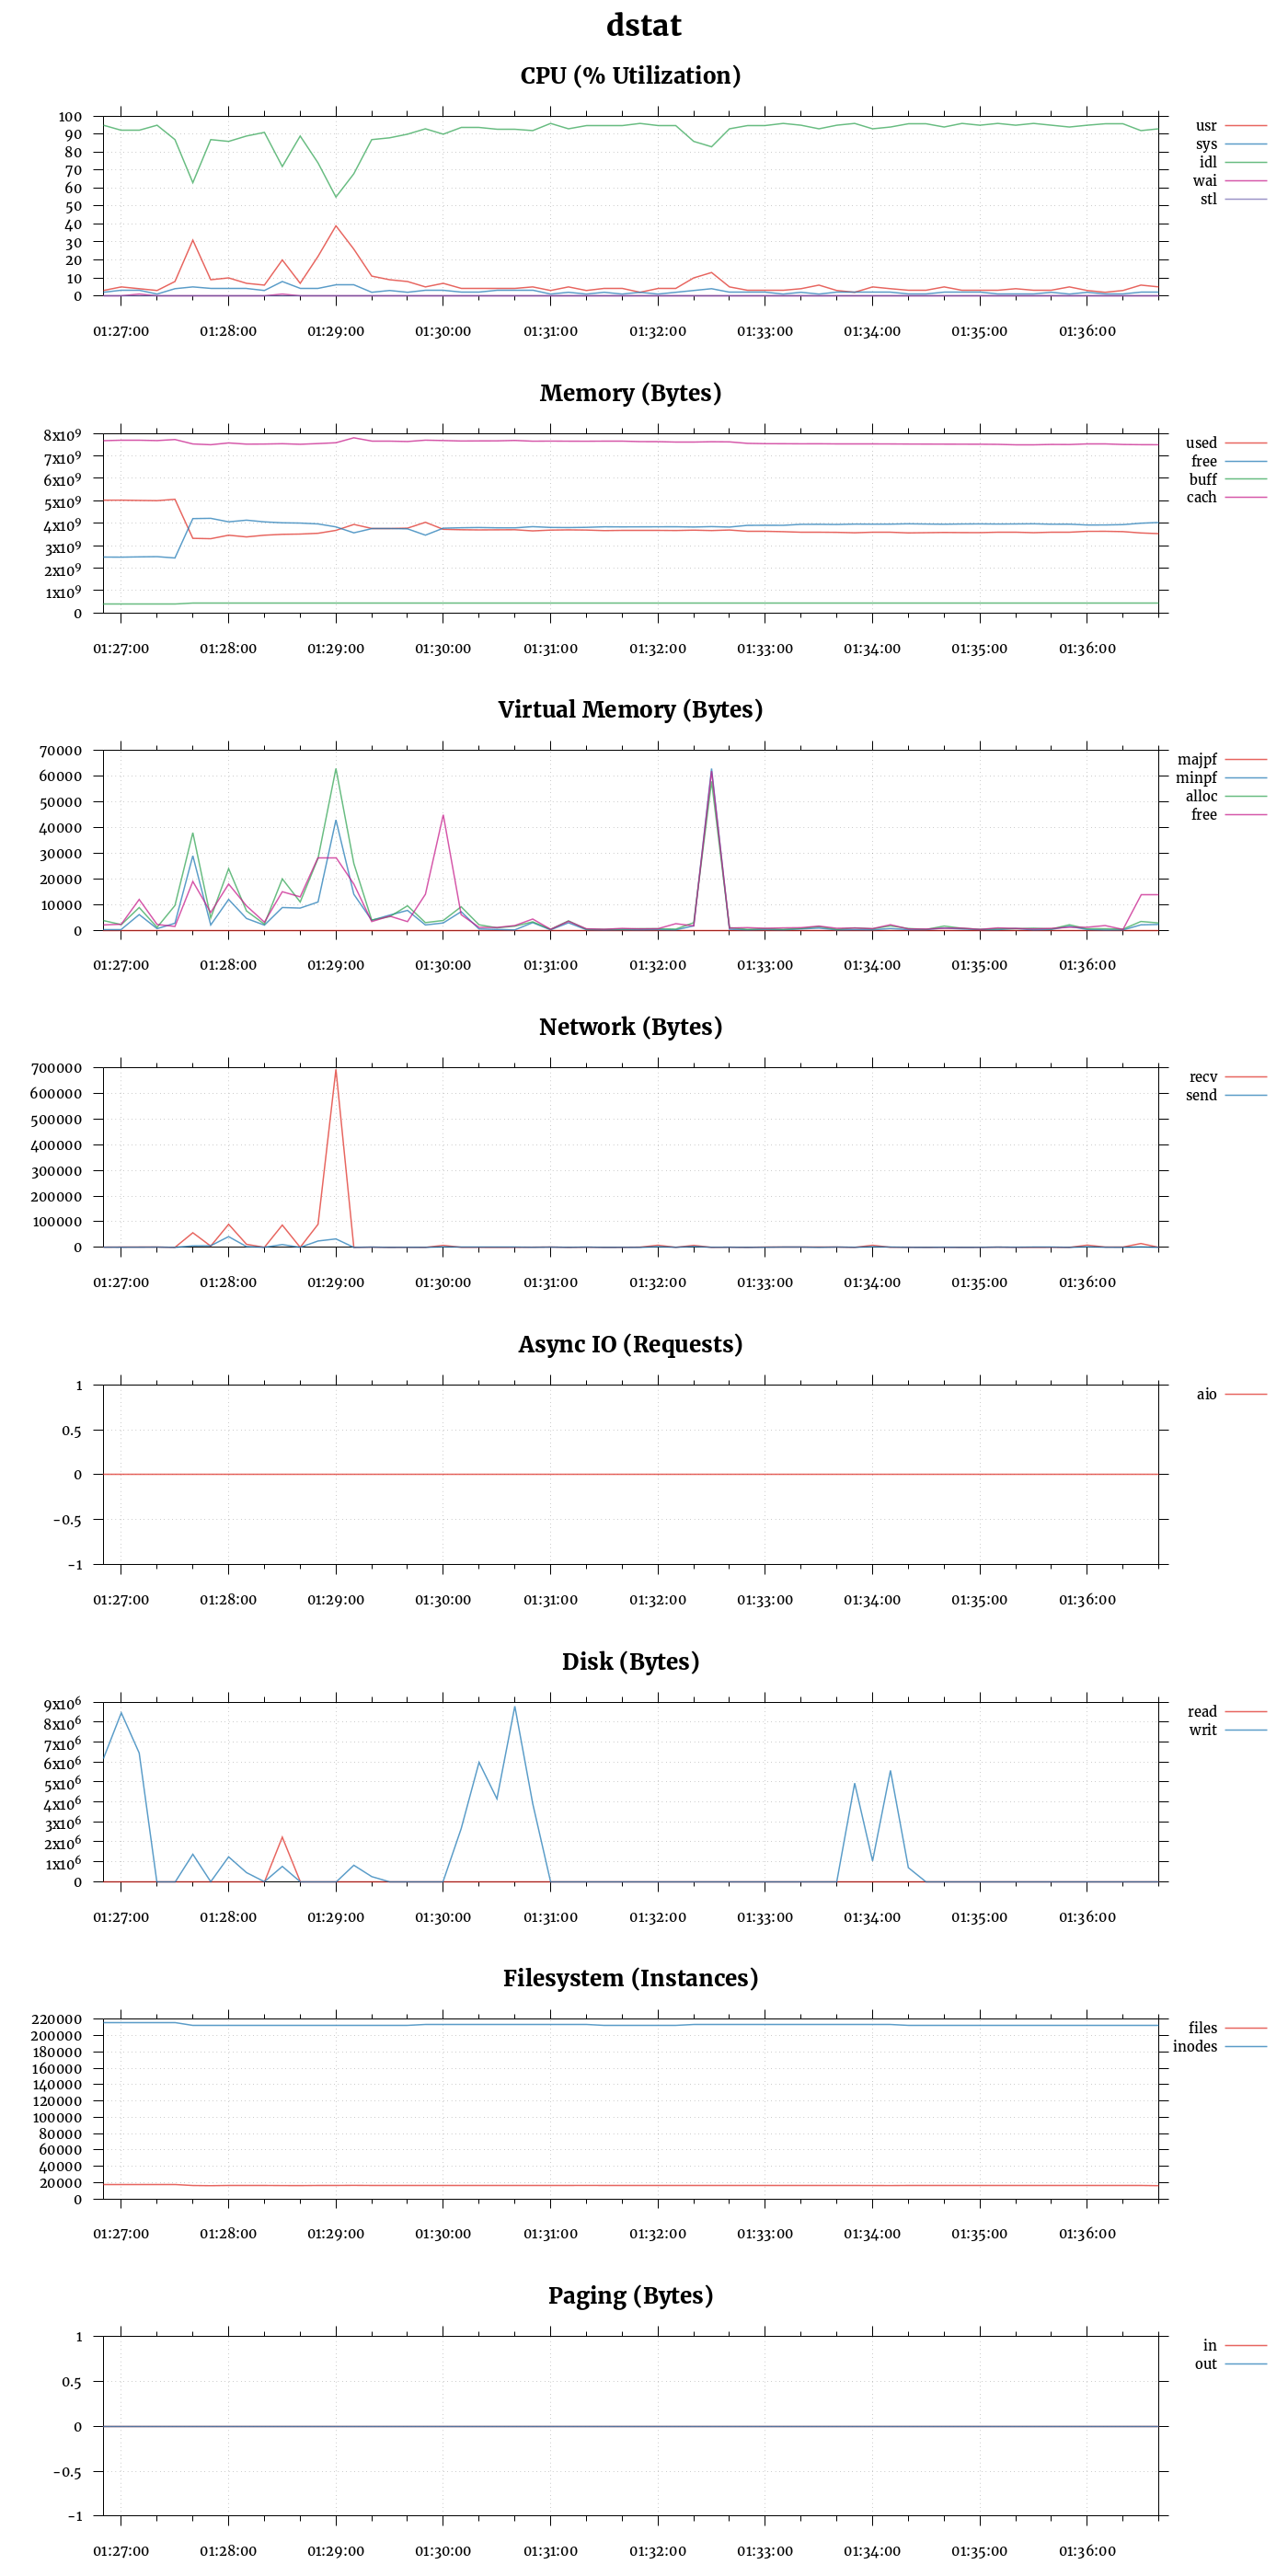 dstat
CPU (% Utilization)
100
90
80
70
60
50
40
30
20
10
0
01:27:00 01:28:00 01:29:00 01:30:00 01:31:00 01:32:00 01:33:00 01:34:00 01:35:00 01:36:00
usr
sys
idl
wai
stl
Memory (Bytes)
8x10⁹
7x10⁹
6x10⁹
5x10⁹
4x10⁹
3x10⁹
2x10⁹
1x10⁹
0
01:27:00 01:28:00 01:29:00 01:30:00 01:31:00 01:32:00 01:33:00 01:34:00 01:35:00 01:36:00
used
free
buff
cach
Virtual Memory (Bytes)
70000
60000
50000
40000
30000
20000
10000
0
01:27:00 01:28:00 01:29:00 01:30:00 01:31:00 01:32:00 01:33:00 01:34:00 01:35:00 01:36:00
majpf
minpf
alloc
free
Network (Bytes)
700000
600000
500000
400000
300000
200000
100000
0
01:27:00 01:28:00 01:29:00 01:30:00 01:31:00 01:32:00 01:33:00 01:34:00 01:35:00 01:36:00
recv
send
Async IO (Requests)
1
0.5
0
-0.5
-1
01:27:00 01:28:00 01:29:00 01:30:00 01:31:00 01:32:00 01:33:00 01:34:00 01:35:00 01:36:00
aio
Disk (Bytes)
9x10⁶
8x10⁶
7x10⁶
6x10⁶
5x10⁶
4x10⁶
3x10⁶
2x10⁶
1x10⁶
0
01:27:00 01:28:00 01:29:00 01:30:00 01:31:00 01:32:00 01:33:00 01:34:00 01:35:00 01:36:00
read
writ
Filesystem (Instances)
220000
200000
180000
160000
140000
120000
100000
80000
60000
40000
20000
0
01:27:00 01:28:00 01:29:00 01:30:00 01:31:00 01:32:00 01:33:00 01:34:00 01:35:00 01:36:00
files
inodes
Paging (Bytes)
1
0.5
0
-0.5
-1
01:27:00 01:28:00 01:29:00 01:30:00 01:31:00 01:32:00 01:33:00 01:34:00 01:35:00 01:36:00
in
out